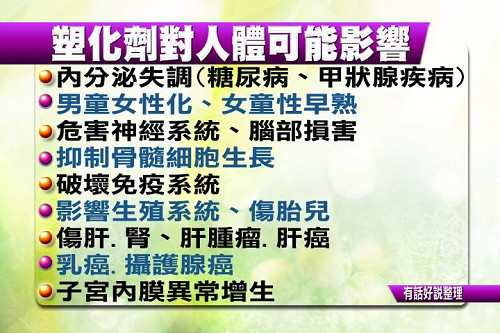 塑化劑對人體可能影響
內分泌失調(糖尿病、甲狀腺疾病)
男童女性化、女童性早熟
危害神經系統、腦部損害
抑制骨髓細胞生長
破壞免疫系統
影響生殖系統、傷胎兒
傷肝.腎、肝腫瘤.肝癌
乳癌.攝護腺癌
子宮內膜異常增生
有話好說整理